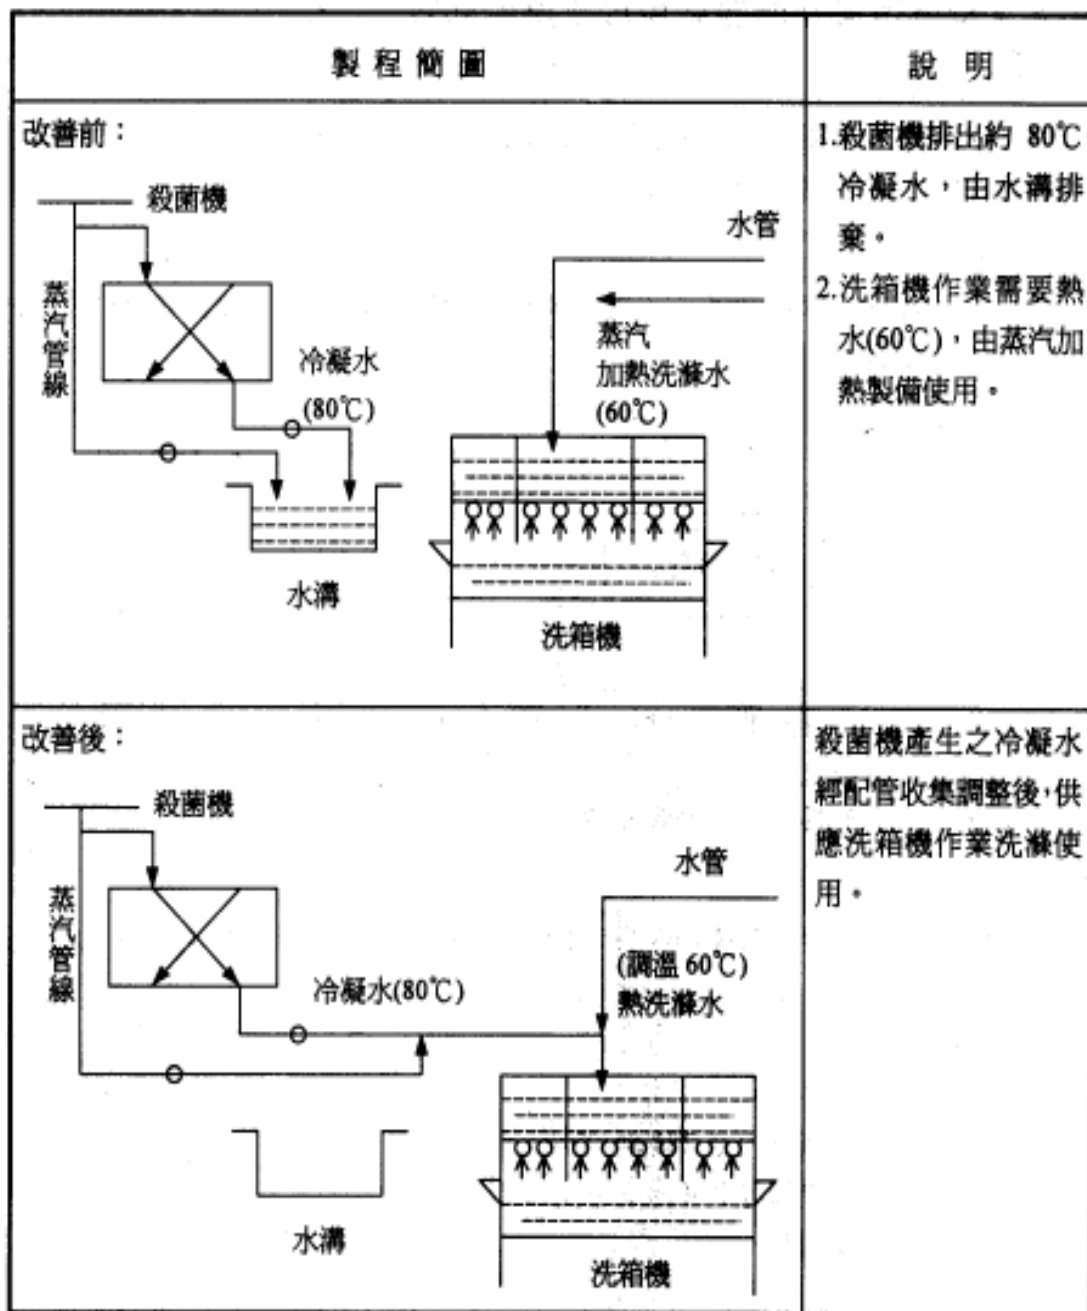 製程簡圖
說明
改善前：
殺菌機
蒸汽管線
冷凝水
(80℃)
水溝
水管
蒸汽
加熱洗滌水
(60℃)
洗箱機
1.殺菌機排出約 80℃
冷凝水，由水溝排
棄。
2.洗箱機作業需要熱
水(60℃)，由蒸汽加
熱製備使用。
改善後：
殺菌機
蒸汽管線
冷凝水(80℃)
水溝
水管
(調溫 60℃)
熱洗滌水
洗箱機
殺菌機產生之冷凝水
經配管收集調整後，供
應洗箱機作業洗滌使
用。